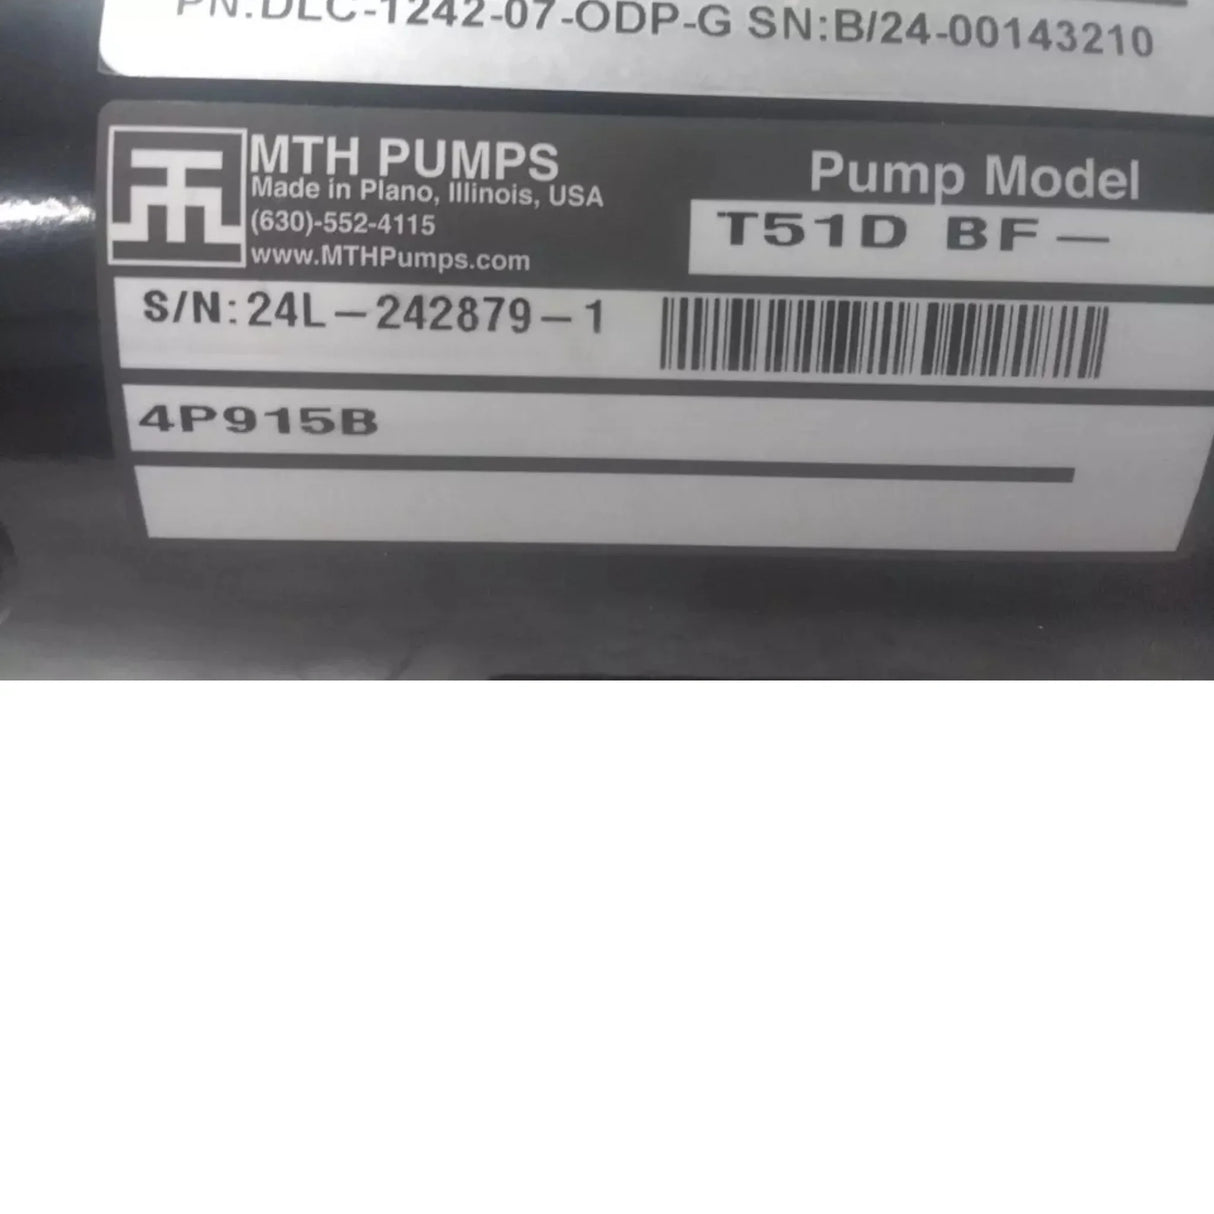 PN:DLC-1242-07-ODP-G SN:B/24-00143210
MTH PUMPS
Made in Plano, Illinois, USA
(630)-552-4115
www.MTHPumps.com
Pump Model
T51D BF—
S/N:24L—242879—1
4P915B